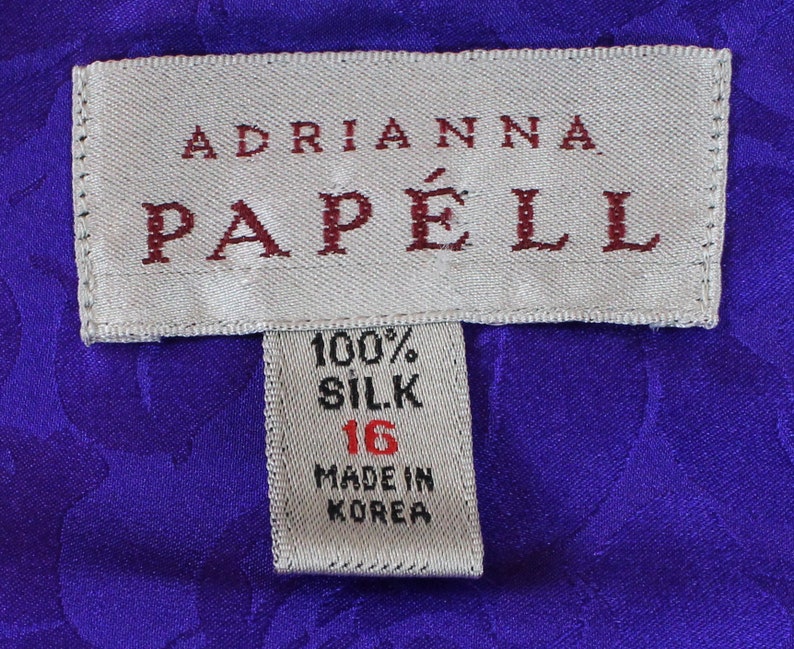 ADRIANNA
PAPÉLL
100%
SILK
16
MADE IN
KOREA